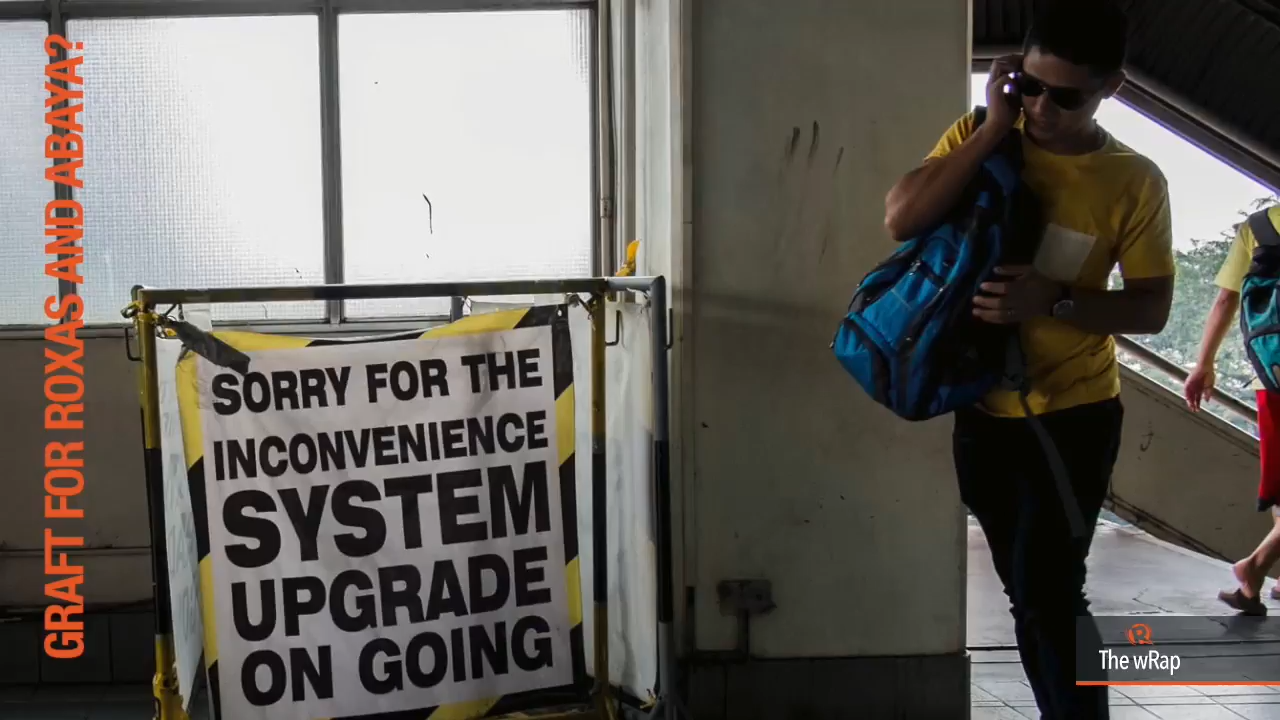 GRAFT FOR ROXAS AND ABAYA?
SORRY FOR THE
INCONVENIENCE
SYSTEM
UPGRADE
ON GOING
R
The wRap